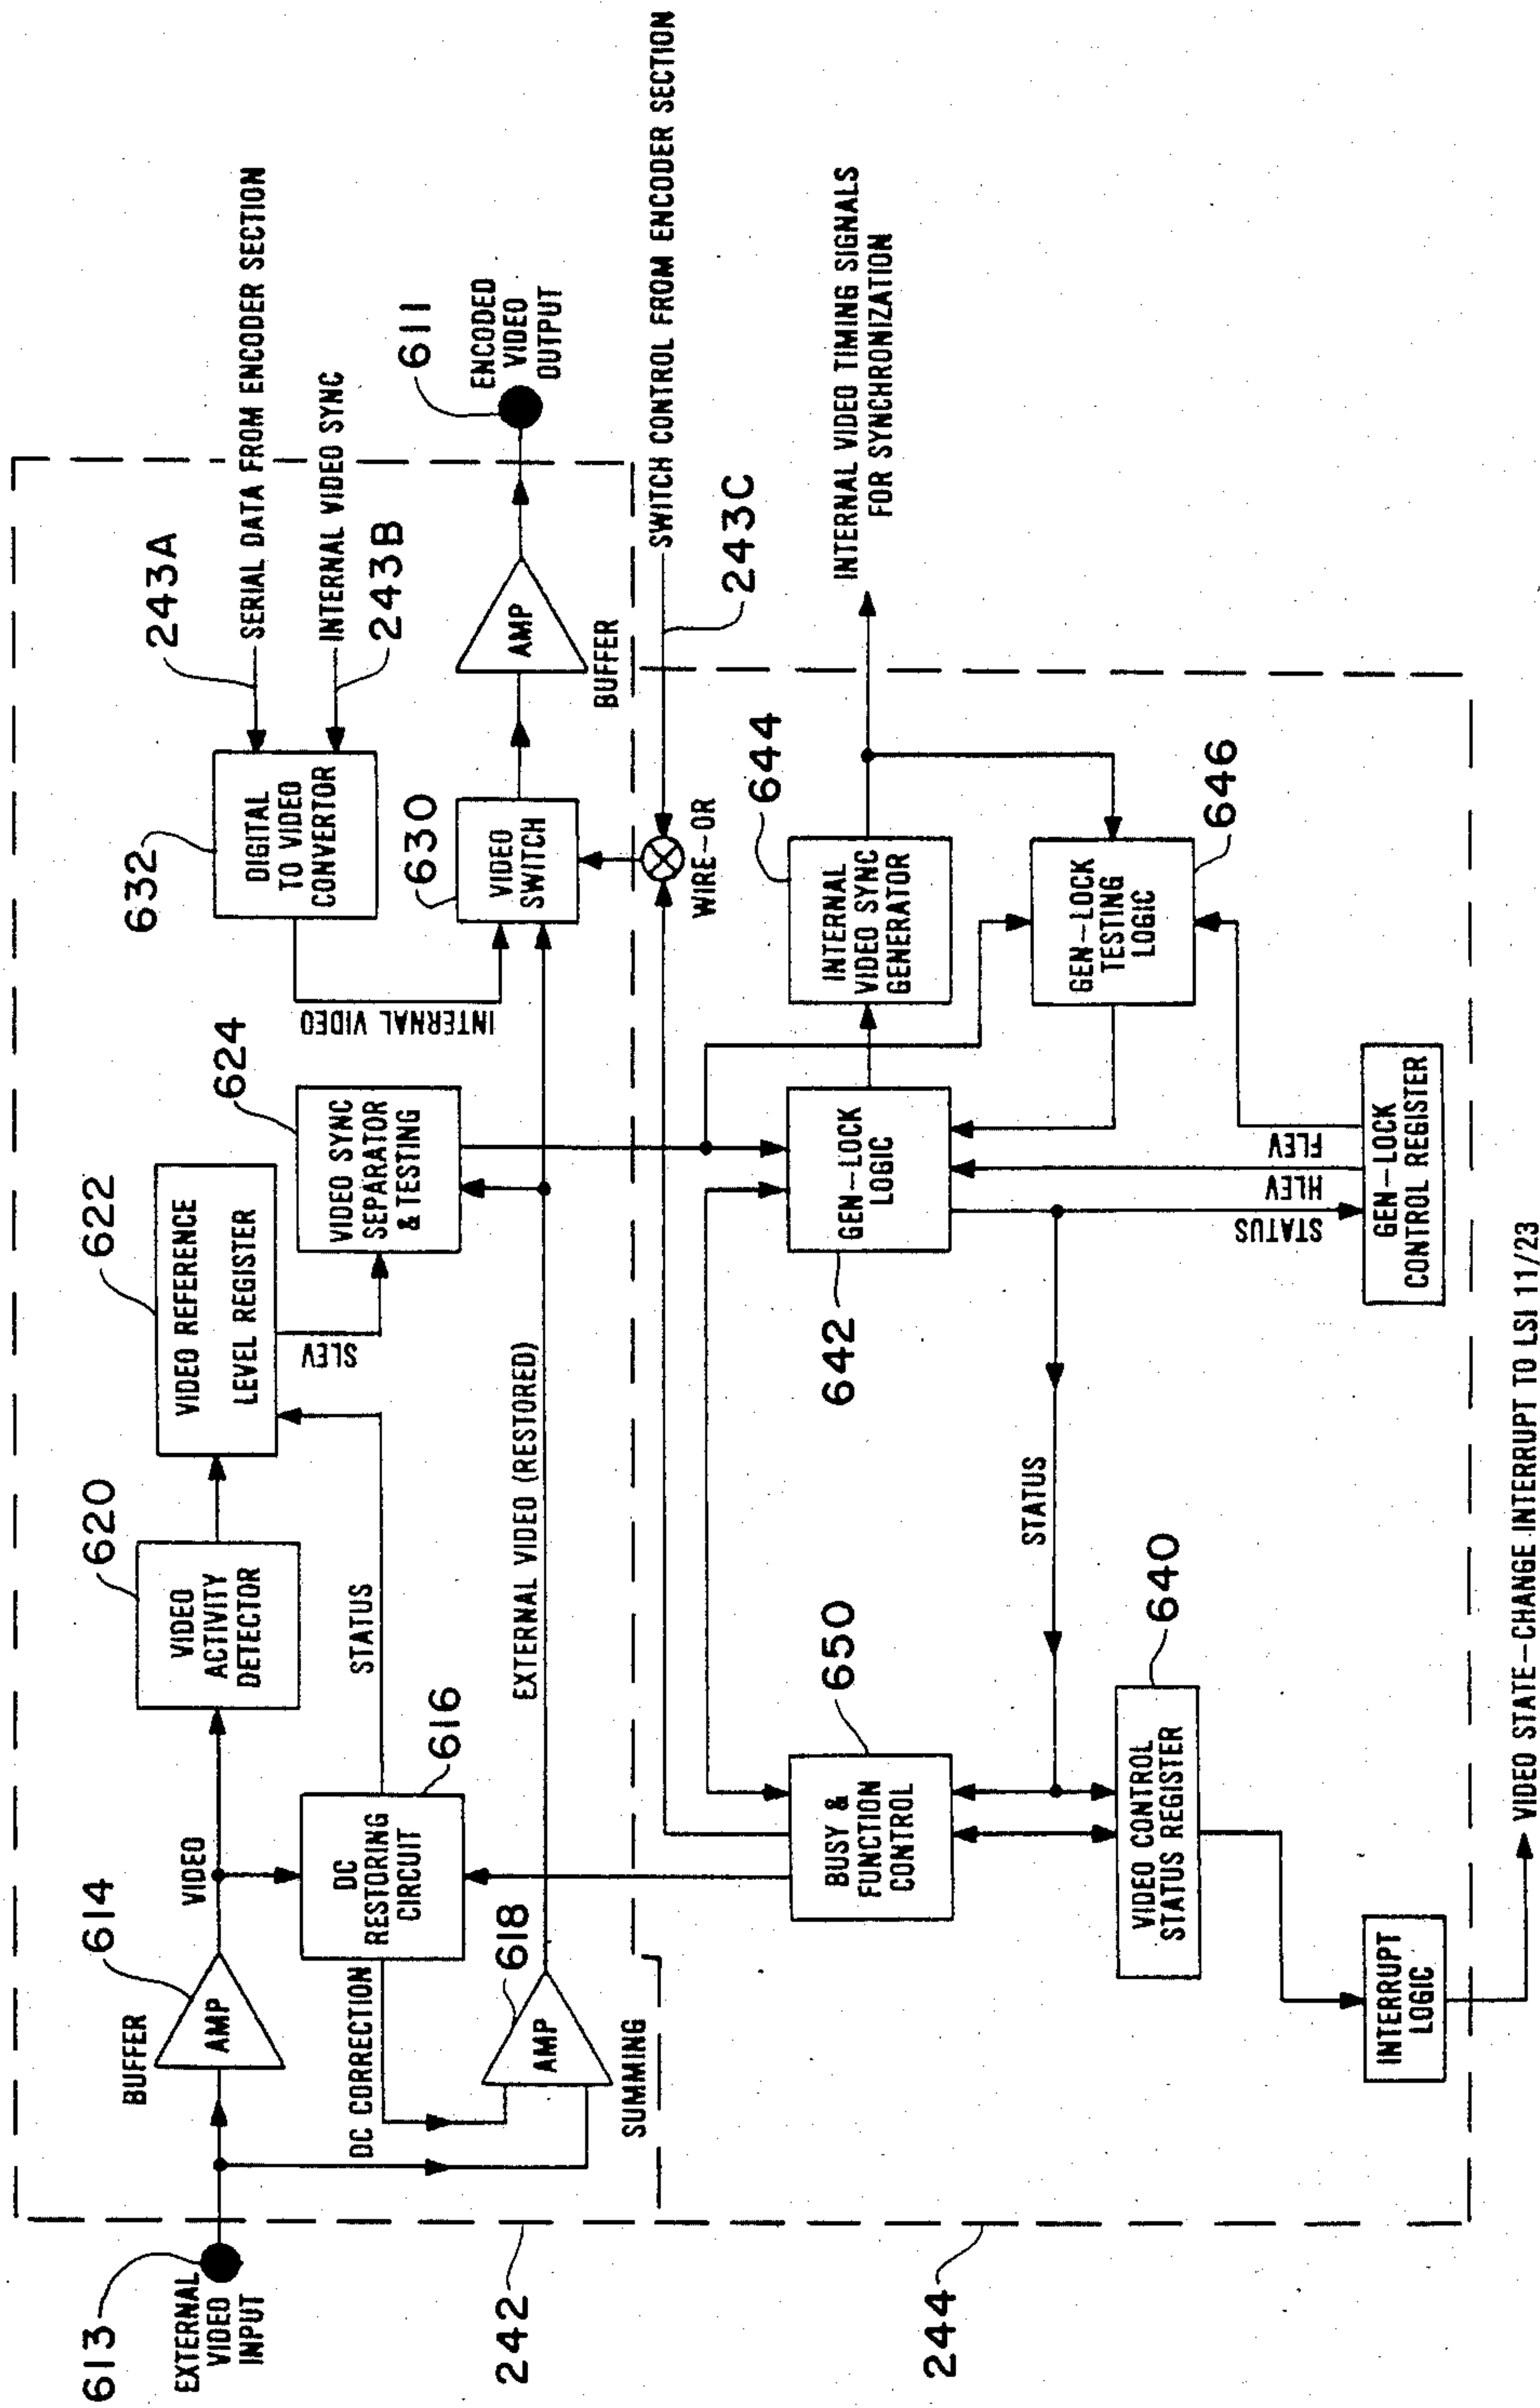 613
EXTERNAL
VIDEO
INPUT
BUFFER
614
AMP
VIDEO
620
VIDEO
ACTIVITY
DETECTOR
622
VIDEO REFERENCE
LEVEL REGISTER
SLEV
624
VIDEO SYNC
SEPARATOR
& TESTING
632
DIGITAL
TO VIDEO
CONVERTOR
243A
SERIAL DATA FROM ENCODER SECTION
INTERNAL VIDEO SYNC
243B
INTERNAL VIDEO
630
VIDEO
SWITCH
AMP
BUFFER
611
ENCODED
VIDEO
OUTPUT
DC CORRECTION
DC
RESTORING
CIRCUIT
616
STATUS
618
AMP
SUMMING
EXTERNAL VIDEO (RESTORED)
242
WIRE-OR
SWITCH CONTROL FROM ENCODER SECTION
243C
244
650
BUSY &
FUNCTION
CONTROL
STATUS
642
GEN-LOCK
LOGIC
644
INTERNAL
VIDEO SYNC
GENERATOR
INTERNAL VIDEO TIMING SIGNALS
FOR SYNCHRONIZATION
646
GEN-LOCK
TESTING
LOGIC
640
VIDEO CONTROL
STATUS REGISTER
STATUS
HLEV
FLEV
GEN-LOCK
CONTROL REGISTER
INTERRUPT
LOGIC
VIDEO STATE-CHANGE INTERRUPT TO LSI 11/23